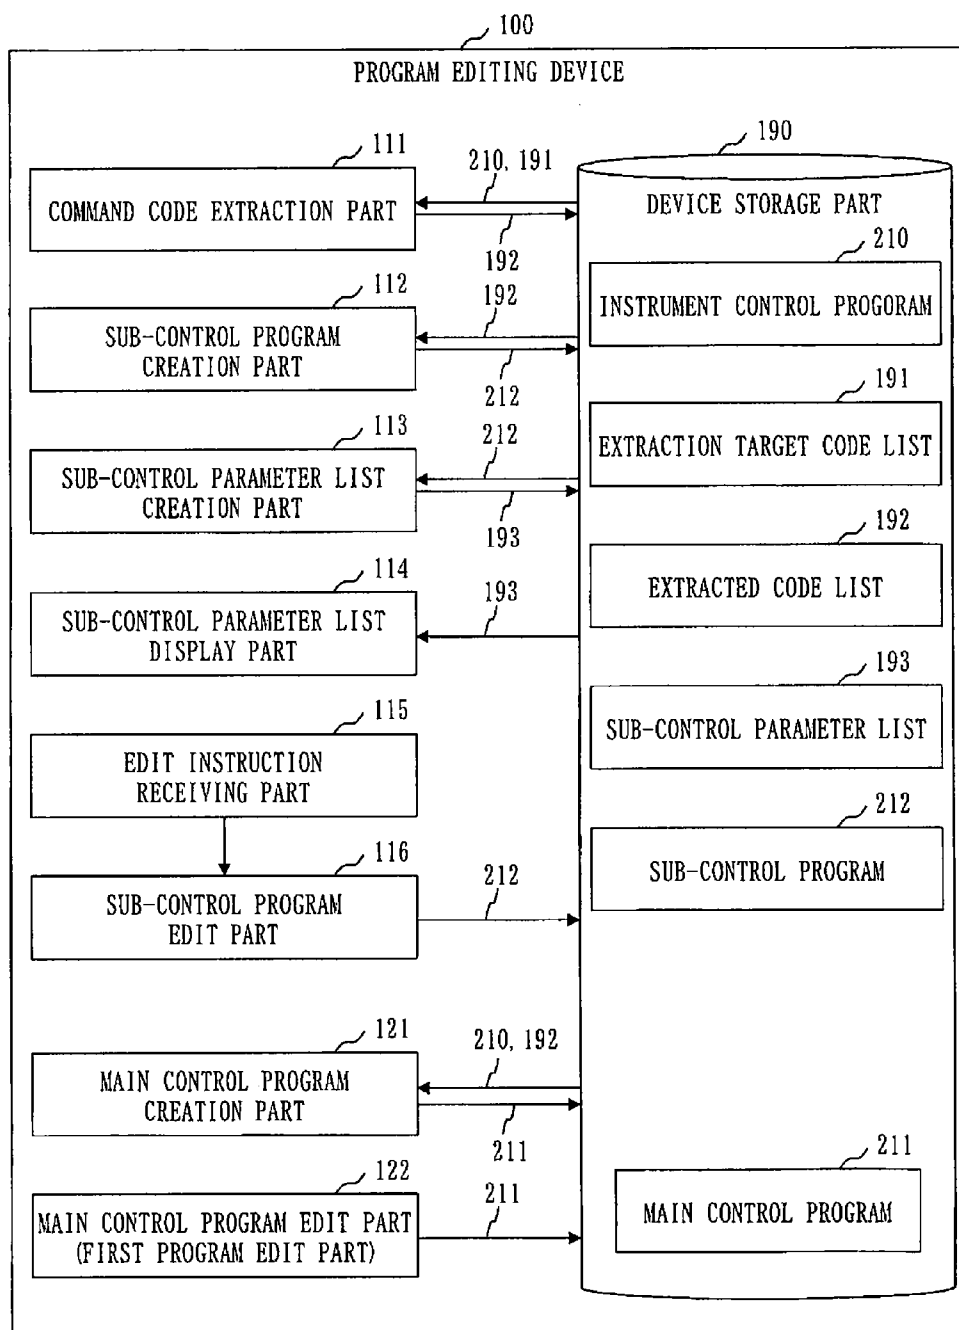 100
PROGRAM EDITING DEVICE
111
COMMAND CODE EXTRACTION PART
210, 191
192
190
DEVICE STORAGE PART
210
INSTRUMENT CONTROL PROGORAM
112
SUB-CONTROL PROGRAM
CREATION PART
192
212
191
EXTRACTION TARGET CODE LIST
113
SUB-CONTROL PARAMETER LIST
CREATION PART
212
193
192
EXTRACTED CODE LIST
114
SUB-CONTROL PARAMETER LIST
DISPLAY PART
193
193
SUB-CONTROL PARAMETER LIST
115
EDIT INSTRUCTION
RECEIVING PART
212
SUB-CONTROL PROGRAM
116
SUB-CONTROL PROGRAM
EDIT PART
212
121
MAIN CONTROL PROGRAM
CREATION PART
210, 192
211
122
MAIN CONTROL PROGRAM EDIT PART
(FIRST PROGRAM EDIT PART)
211
211
MAIN CONTROL PROGRAM